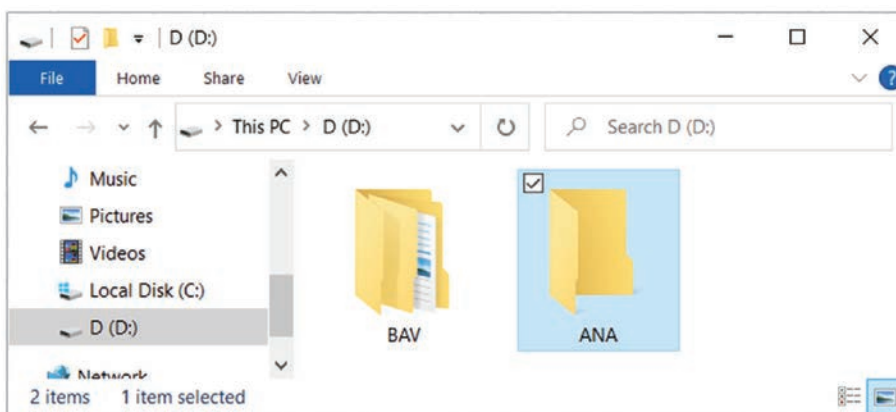 D (D:)
File Home Share View
This PC > D (D:) Search D (D:)
Music
Pictures
Videos
Local Disk (C:)
D (D:)
Network
BAV ANA
2 items 1 item selected